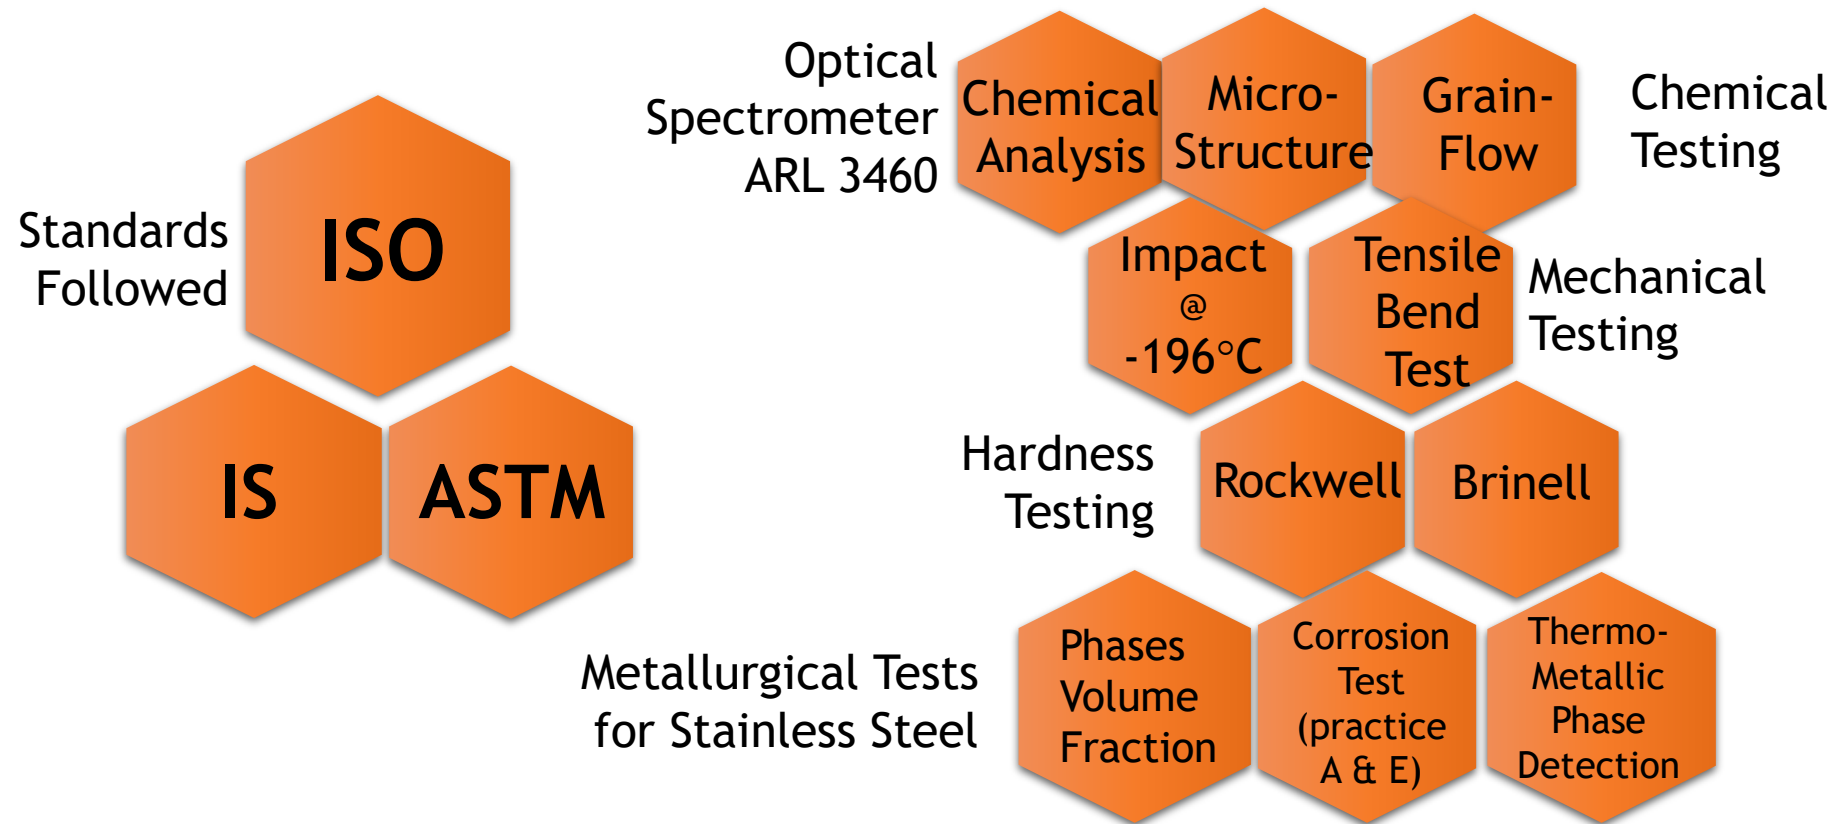 Standards
Followed
ISO
IS
ASTM
Optical
Spectrometer
ARL 3460
Chemical
Analysis
Micro-
Structure
Grain-
Flow
Chemical
Testing
Impact
@
-196°C
Tensile
Bend
Test
Mechanical
Testing
Hardness
Testing
Rockwell
Brinell
Metallurgical Tests
for Stainless Steel
Phases
Volume
Fraction
Corrosion
Test
(practice
A & E)
Thermo-
Metallic
Phase
Detection